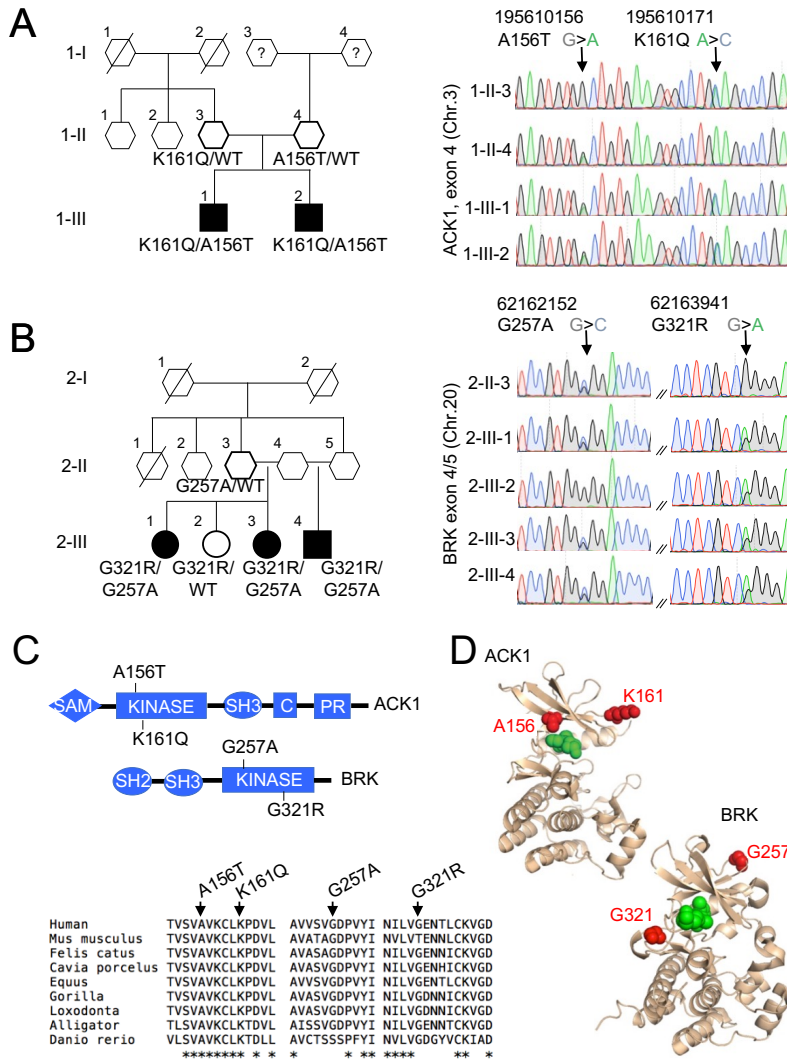 A
1-I
1
2
3
?
4
?
1-II
1
2
3
4
K161Q/WT
A156T/WT
1-III
1
2
K161Q/A156T
K161Q/A156T
195610156
195610171
A156T G>A
K161Q A>C
ACK1, exon 4 (Chr.3)
1-II-3
1-II-4
1-III-1
1-III-2
B
2-I
1
2
2-II
1
2
3
4
5
G257A/WT
2-III
1
2
3
4
G321R/
G257A
G321R/
WT
G321R/
G257A
G321R/
G257A
62162152
62163941
G257A G>C
G321R G>A
BRK exon 4/5 (Chr.20)
2-II-3
2-III-1
2-III-2
2-III-3
2-III-4
//
//
//
//
//
C
A156T
SAM
KINASE
SH3
C
PR
ACK1
K161Q
G257A
SH2
SH3
KINASE
BRK
G321R
A156T
K161Q
G257A
G321R
Human TVSVAVKCLKPDVL AVVSVGDPVYI NILVGENTLCKVGD
Mus musculus TVSVAVKCLKPDVL AVATAGDPVYI NILVTENNLCKVGD
Felis catus TVSVAVKCLKPDVL AVASAGDPVYI NILVGENNLCKVGD
Cavia porcelus TVSVAVKCLKPDVL AVASVGDPVYI NILVGENHICKVGD
Equus TVSVAVKCLKPDVL AVASVGDPVYI NILVGENNLCKVGD
Gorilla TVSVAVKCLKPDVL AVASVGDPVYI NILVGDNNICKVGD
Loxodonta TVSVAVKCLKPDVL AVASVGDPVYI NILVGDNNICKVGD
Alligator TLSVAVKCLKTDVL AISSVGDPVYI NILVGDNNLCKVGD
Danio rerio VLSVAVKCLKTDLL AVCTSSSPFYI NVLVGDGYVCKIAD
******** * * * * ** **** ** *
D
ACK1
K161
A156
BRK
G257
G321